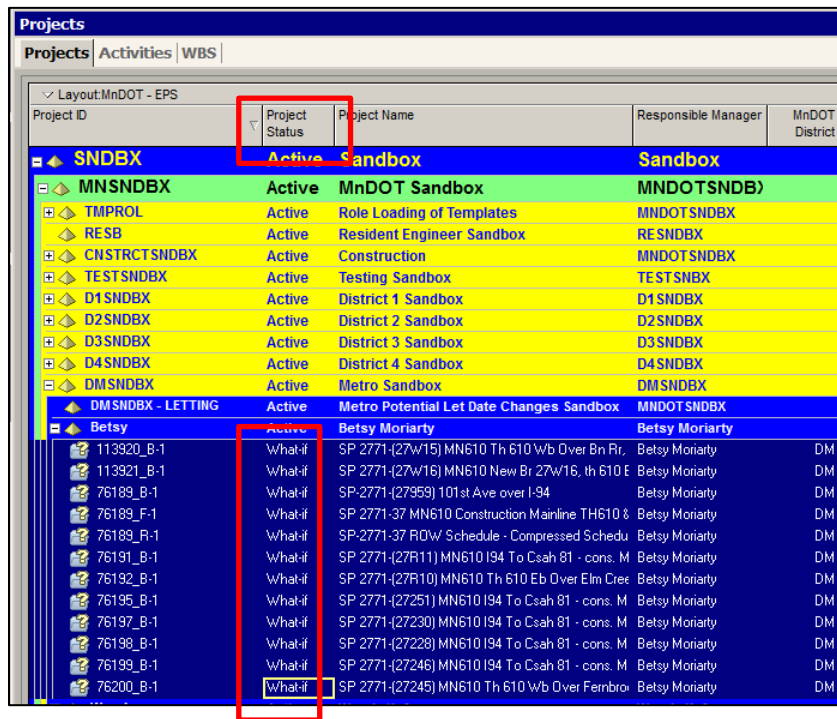 Projects
Projects Activities WBS
Layout:MnDOT - EPS
Project ID Project Status Project Name Responsible Manager MnDOT District
SNDBX Active Sandbox Sandbox
MNSNDBX Active MnDOT Sandbox MNDOTSNDB)
TMPROL Active Role Loading of Templates MNDOTSNDBX
RESB Active Resident Engineer Sandbox RESNDBX
CNSTRCTSNDBX Active Construction MNDOTSNDBX
TESTSNDBX Active Testing Sandbox TESTSNBX
D1SNDBX Active District 1 Sandbox D1SNDBX
D2SNDBX Active District 2 Sandbox D2SNDBX
D3SNDBX Active District 3 Sandbox D3SNDBX
D4SNDBX Active District 4 Sandbox D4SNDBX
DMSNDBX Active Metro Sandbox DMSNDBX
DMSNDBX - LETTING Active Metro Potential Let Date Changes Sandbox MNDOTSNDBX
Betsy Active Betsy Moriarty Betsy Moriarty
113920_B-1 What-if SP 2771-(27W15) MN610 Th 610 Wb Over Bn Rr, Betsy Moriarty DM
113921_B-1 What-if SP 2771-(27W16) MN610 New Br 27W16, th 610 E Betsy Moriarty DM
76189_B-1 What-if SP-2771-(27959) 101st Ave over I-94 Betsy Moriarty DM
76189_F-1 What-if SP 2771-37 MN610 Construction Mainline TH610 & Betsy Moriarty DM
76189_R-1 What-if SP-2771-37 ROW Schedule - Compressed Schedu Betsy Moriarty DM
76191_B-1 What-if SP 2771-(27R11) MN610 I94 To Csah 81 - cons. M Betsy Moriarty DM
76192_B-1 What-if SP 2771-(27R10) MN610 Th 610 Eb Over Elm Cree Betsy Moriarty DM
76195_B-1 What-if SP 2771-(27251) MN610 I94 To Csah 81 - cons. M Betsy Moriarty DM
76197_B-1 What-if SP 2771-(27230) MN610 I94 To Csah 81 - cons. M Betsy Moriarty DM
76198_B-1 What-if SP 2771-(27228) MN610 I94 To Csah 81 - cons. M Betsy Moriarty DM
76199_B-1 What-if SP 2771-(27246) MN610 I94 To Csah 81 - cons. M Betsy Moriarty DM
76200_B-1 What-if SP 2771-(27245) MN610 Th 610 Wb Over Fernbroo Betsy Moriarty DM